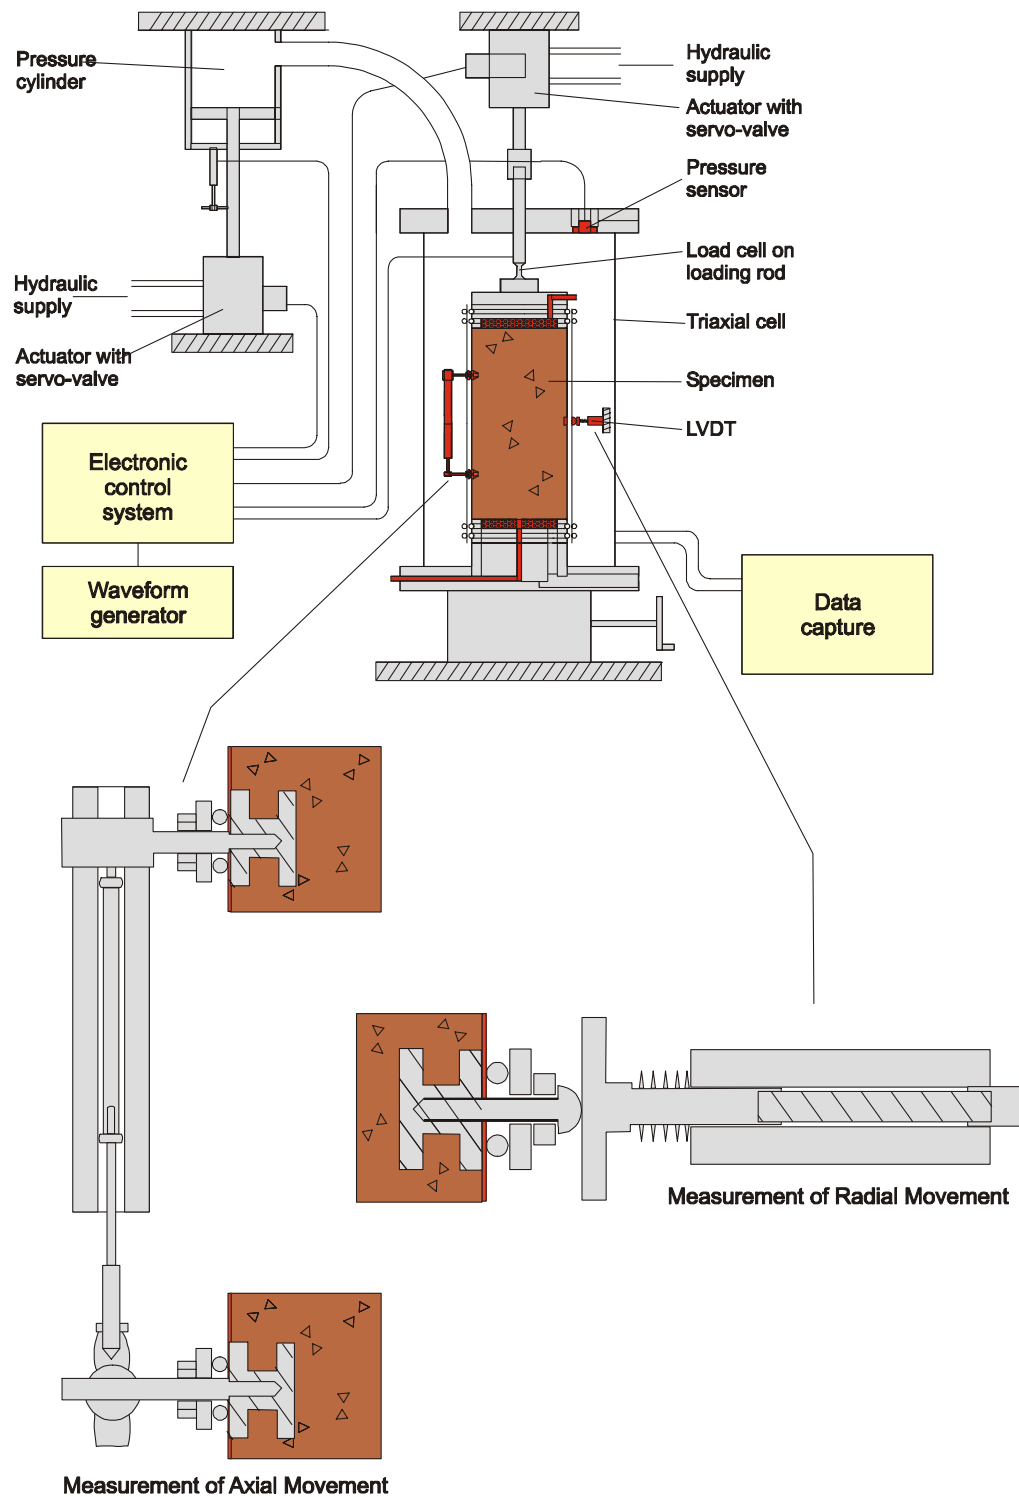 Pressure
cylinder
Hydraulic
supply
Actuator with
servo-valve
Pressure
sensor
Load cell on
loading rod
Hydraulic
supply
Triaxial cell
Actuator with
servo-valve
Specimen
LVDT
Electronic
control
system
Waveform
generator
Data
capture
Measurement of Radial Movement
Measurement of Axial Movement